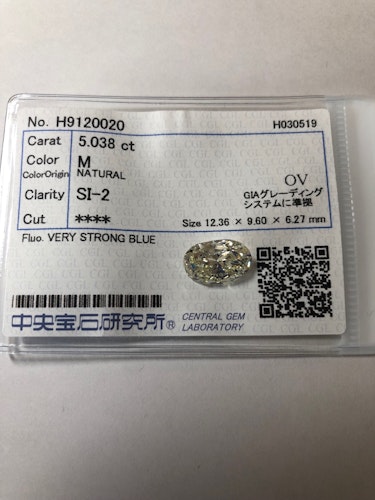 No. H9120020 H030519
Carat 5.038 ct
Color M
ColorOrigin NATURAL
Clarity SI-2 OV
GIAグレーディング
システムに準拠
Cut ****
Size 12.36 × 9.60 × 6.27 mm
Fluo. VERY STRONG BLUE
中央宝石研究所®
CENTRAL GEM
LABORATORY